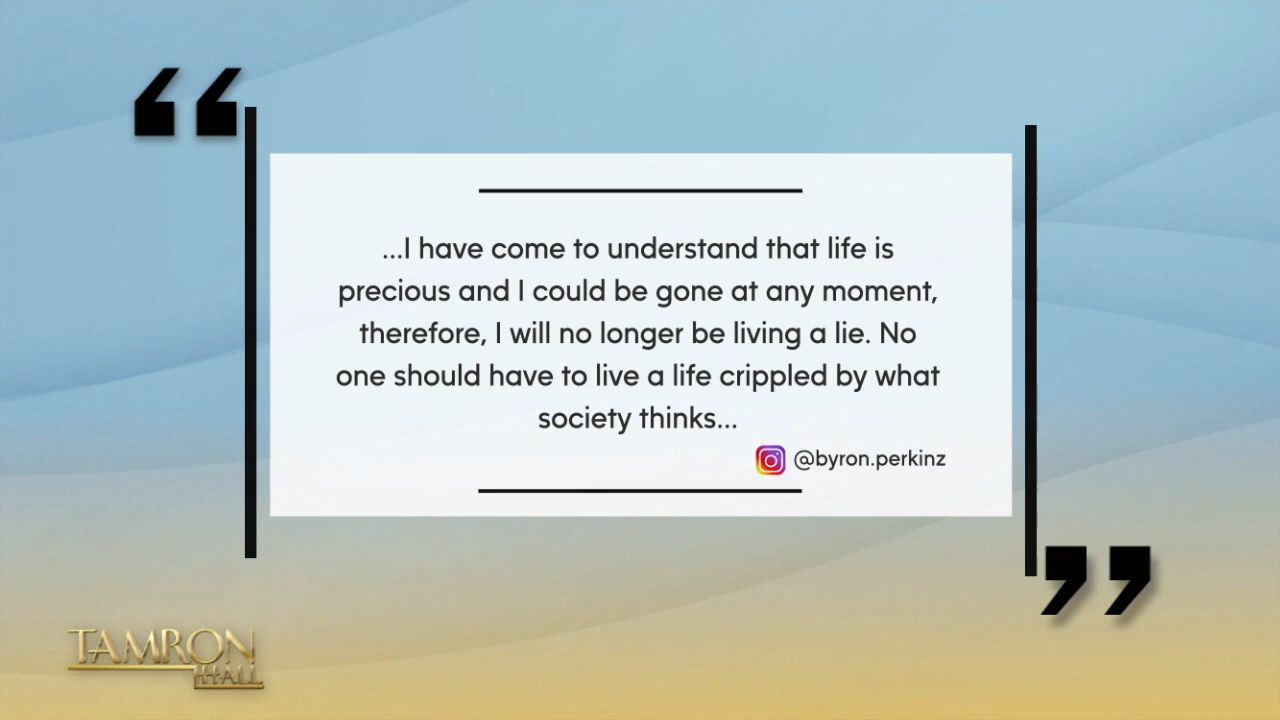 “
...I have come to understand that life is
precious and I could be gone at any moment,
therefore, I will no longer be living a lie. No
one should have to live a life crippled by what
society thinks...
@byron.perkinz
”
TAMRON
HALL